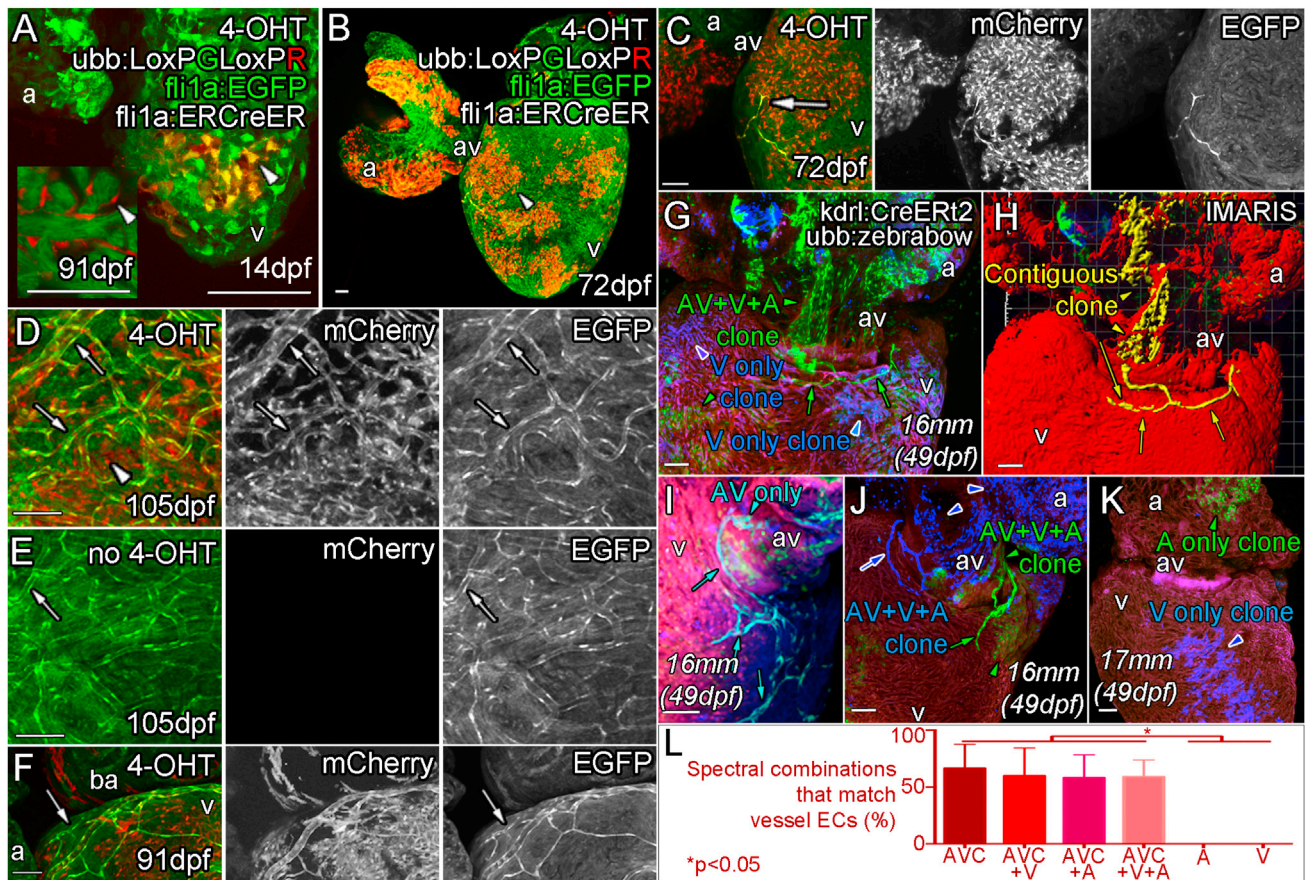 A
4-OHT
ubb:LoxPGLoxPR
fli1a:EGFP
fli1a:ERCreER
a
91dpf
v
14dpf
B
4-OHT
ubb:LoxPGLoxPR
fli1a:EGFP
fli1a:ERCreER
a
av
v
72dpf
C
a
av
4-OHT
v
72dpf
mCherry
EGFP
D
4-OHT
105dpf
mCherry
EGFP
E
no 4-OHT
105dpf
mCherry
EGFP
F
4-OHT
ba
v
a
91dpf
mCherry
EGFP
G
kdrl:CreERt2
ubb:zebrabow
a
AV+V+A
clone
av
V only
clone
v
V only clone
16mm
(49dpf)
H
IMARIS
Contiguous
clone
a
av
v
I
AV only
v
av
16mm
(49dpf)
J
a
AV+V+A
clone
av
AV+V+A
clone
16mm
(49dpf)
v
K
a
A only clone
av
v
V only clone
17mm
(49dpf)
L
Spectral combinations
that match
vessel ECs (%)
*p<0.05
100
50
0
*
AVC
AVC
+V
AVC
+A
AVC
+V+A
A
V